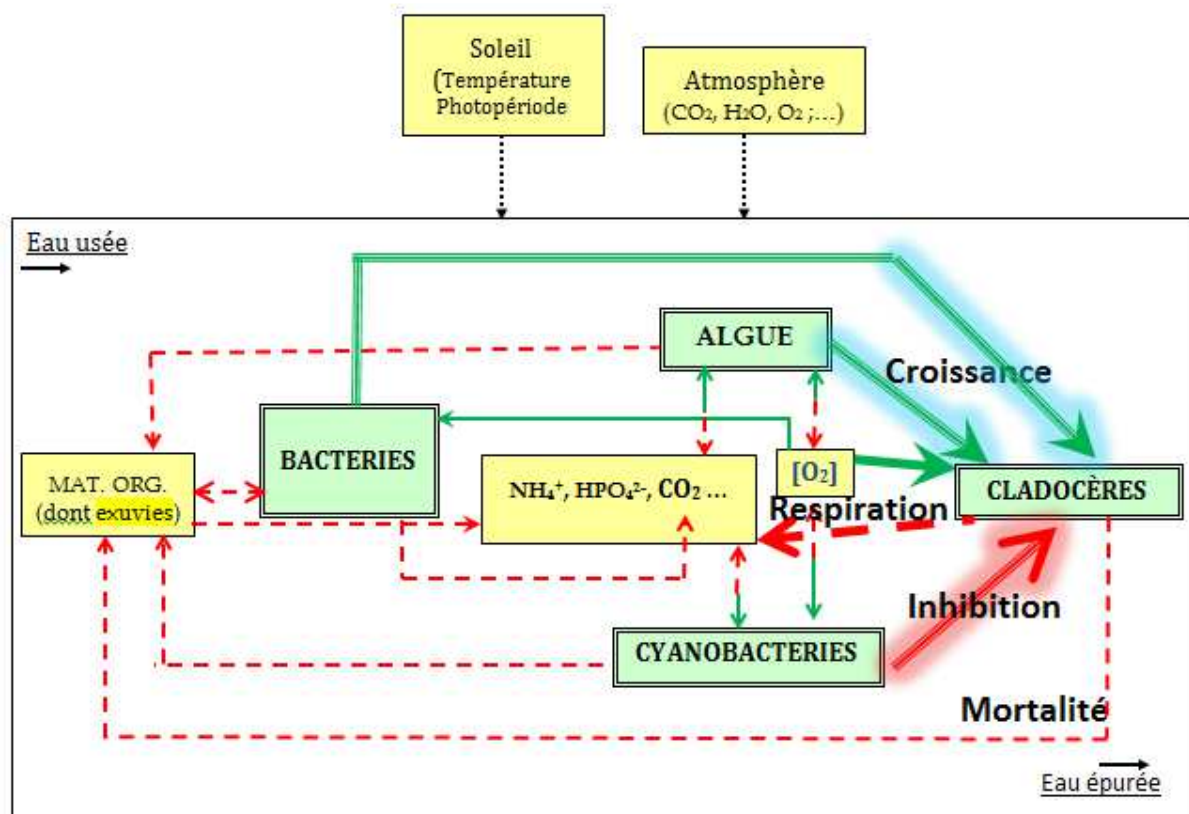 Soleil
(Température
Photopériode
Atmosphère
(CO₂, H₂O, O₂ ;...)
Eau usée
ALGUE
Croissance
BACTERIES
MAT. ORG.
(dont exuvies)
NH₄⁺, HPO₄²⁻, CO₂ ...
[O₂]
CLADOCÈRES
Respiration
Inhibition
CYANOBACTERIES
Mortalité
Eau épurée